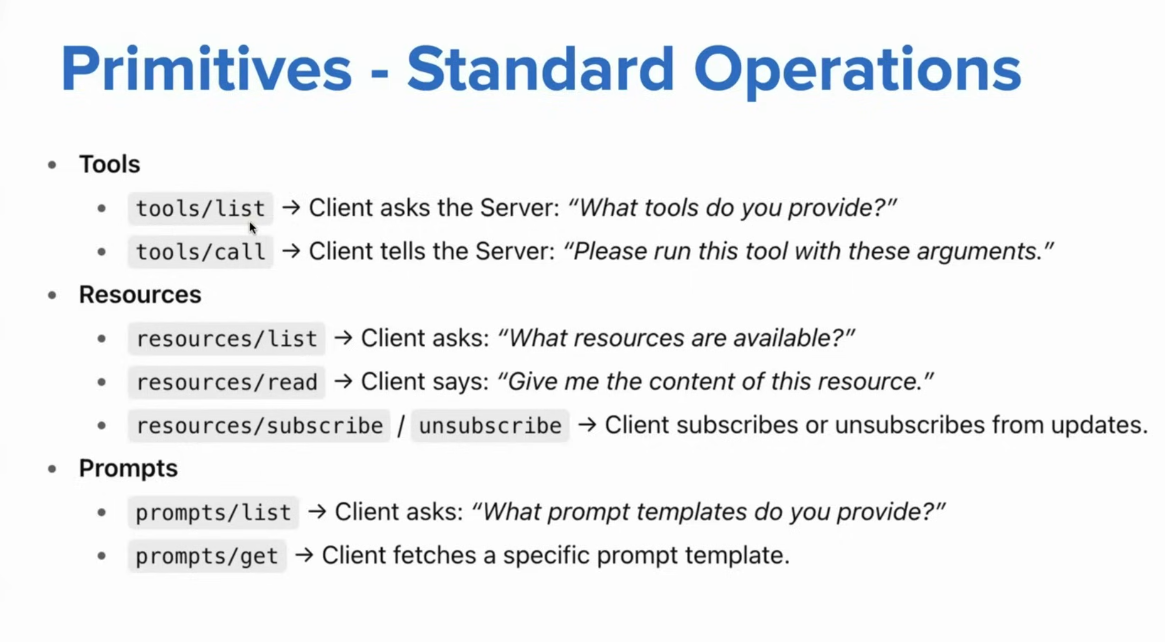 Primitives - Standard Operations
• Tools
• tools/list → Client asks the Server: “What tools do you provide?”
• tools/call → Client tells the Server: “Please run this tool with these arguments.”
• Resources
• resources/list → Client asks: “What resources are available?”
• resources/read → Client says: “Give me the content of this resource.”
• resources/subscribe / unsubscribe → Client subscribes or unsubscribes from updates.
• Prompts
• prompts/list → Client asks: “What prompt templates do you provide?”
• prompts/get → Client fetches a specific prompt template.